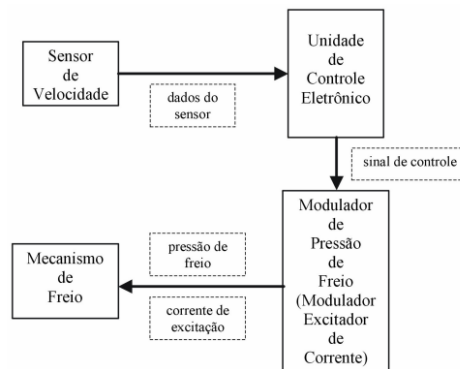 Sensor
de
Velocidade
dados do
sensor
Unidade
de
Controle
Eletrônico
sinal de controle
Modulador
de
Pressão
de
Freio
(Modulador
Excitador
de
Corrente)
pressão de
freio
corrente de
excitação
Mecanismo
de
Freio